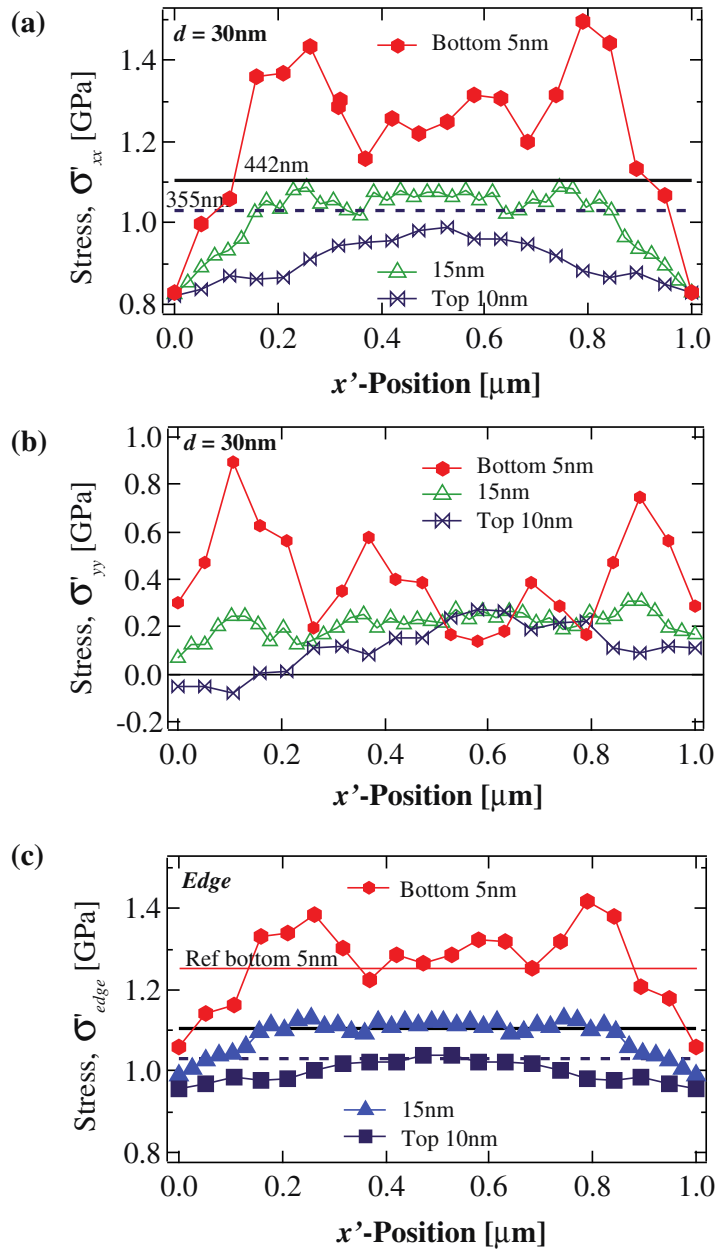 (a)
d = 30nm
Bottom 5nm
1.4
1.2
1.0
0.8
Stress, σ'xx [GPa]
442nm
355nm
15nm
Top 10nm
0.0 0.2 0.4 0.6 0.8 1.0
x’-Position [μm]
(b)
d = 30nm
1.0
0.8
0.6
0.4
0.2
0.0
-0.2
Stress, σ'yy [GPa]
Bottom 5nm
15nm
Top 10nm
0.0 0.2 0.4 0.6 0.8 1.0
x’-Position [μm]
(c)
Edge
Bottom 5nm
1.4
1.2
1.0
0.8
Stress, σ'edge [GPa]
Ref bottom 5nm
15nm
Top 10nm
0.0 0.2 0.4 0.6 0.8 1.0
x’-Position [μm]